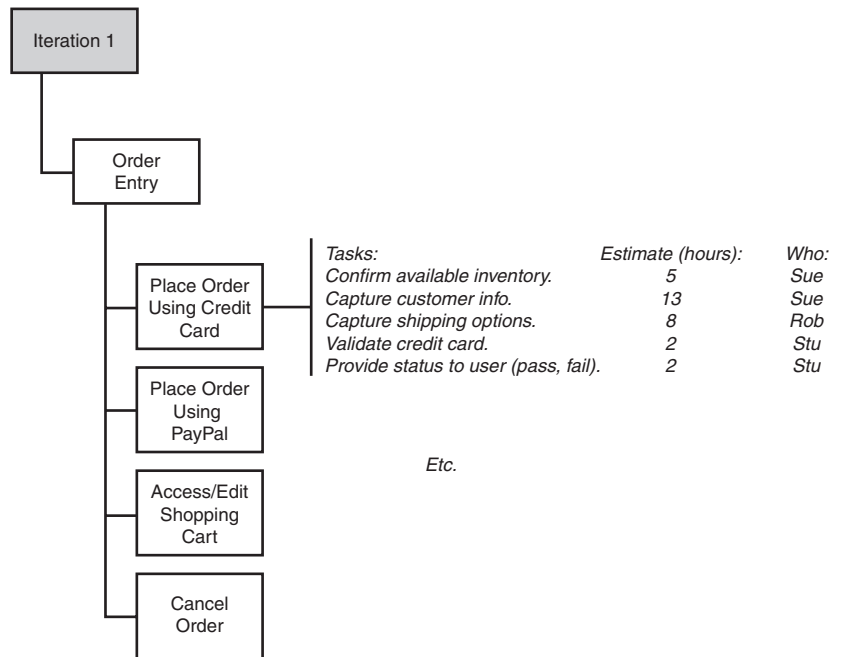 Iteration 1
Order
Entry
Place Order
Using Credit
Card
Tasks: Estimate (hours): Who:
Confirm available inventory. 5 Sue
Capture customer info. 13 Sue
Capture shipping options. 8 Rob
Validate credit card. 2 Stu
Provide status to user (pass, fail). 2 Stu
Place Order
Using
PayPal
Etc.
Access/Edit
Shopping
Cart
Cancel
Order